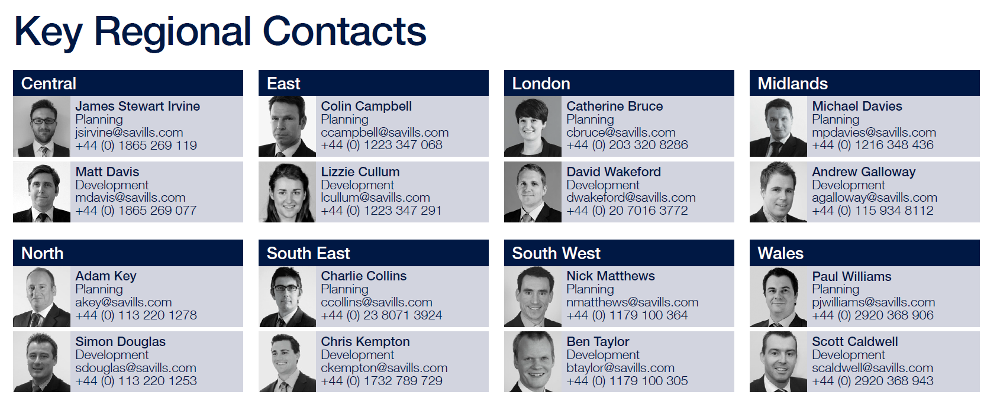 Key Regional Contacts
Central
James Stewart Irvine
Planning
jsirvine@savills.com
+44 (0) 1865 269 119
Matt Davis
Development
mdavis@savills.com
+44 (0) 1865 269 077
East
Colin Campbell
Planning
ccampbell@savills.com
+44 (0) 1223 347 068
Lizzie Cullum
Development
lcullum@savills.com
+44 (0) 1223 347 291
London
Catherine Bruce
Planning
cbruce@savills.com
+44 (0) 203 320 8286
David Wakeford
Development
dwakeford@savills.com
+44 (0) 20 7016 3772
Midlands
Michael Davies
Planning
mpdavies@savills.com
+44 (0) 1216 348 436
Andrew Galloway
Development
agalloway@savills.com
+44 (0) 115 934 8112
North
Adam Key
Planning
akey@savills.com
+44 (0) 113 220 1278
Simon Douglas
Development
sdouglas@savills.com
+44 (0) 113 220 1253
South East
Charlie Collins
Planning
ccollins@savills.com
+44 (0) 23 8071 3924
Chris Kempton
Development
ckempton@savills.com
+44 (0) 1732 789 729
South West
Nick Matthews
Planning
nmatthews@savills.com
+44 (0) 1179 100 364
Ben Taylor
Development
btaylor@savills.com
+44 (0) 1179 100 305
Wales
Paul Williams
Planning
pjwilliams@savills.com
+44 (0) 2920 368 906
Scott Caldwell
Development
scaldwell@savills.com
+44 (0) 2920 368 943